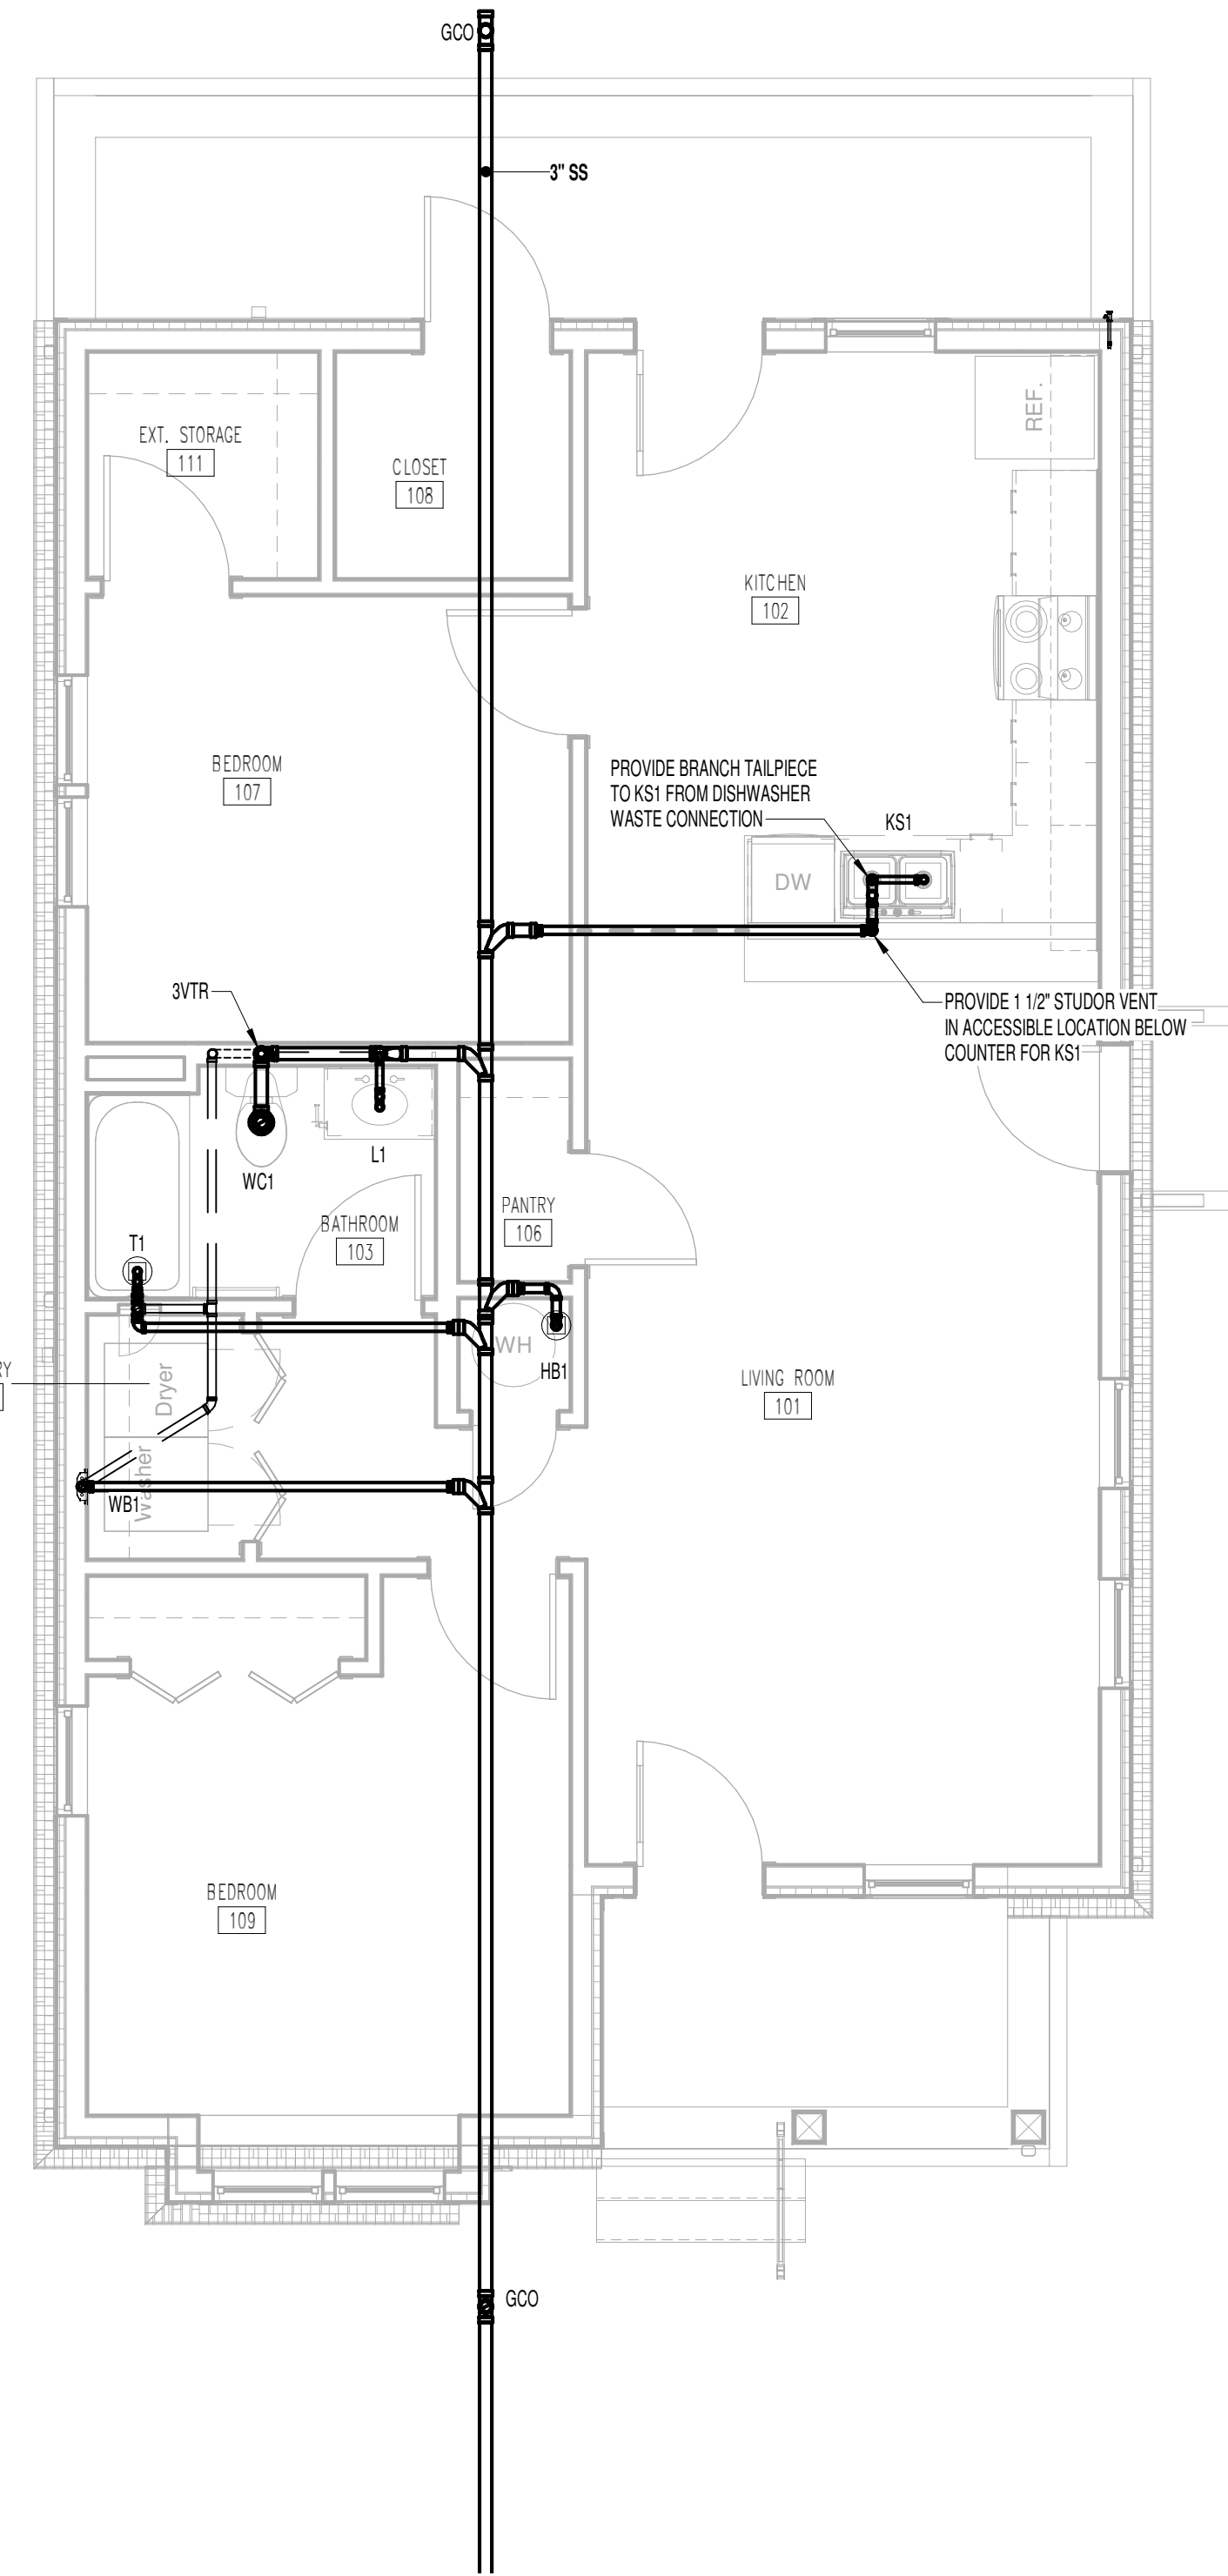 GCO
3" SS
EXT. STORAGE
111
CLOSET
108
REF.
KITCHEN
102
BEDROOM
107
PROVIDE BRANCH TAILPIECE
TO KS1 FROM DISHWASHER
WASTE CONNECTION
KS1
DW
3VTR
PROVIDE 1 1/2" STUDOR VENT
IN ACCESSIBLE LOCATION BELOW
COUNTER FOR KS1
WC1
L1
PANTRY
106
BATHROOM
103
T1
WH
HB1
RY
Dryer
LIVING ROOM
101
Washer
WB1
BEDROOM
109
GCO